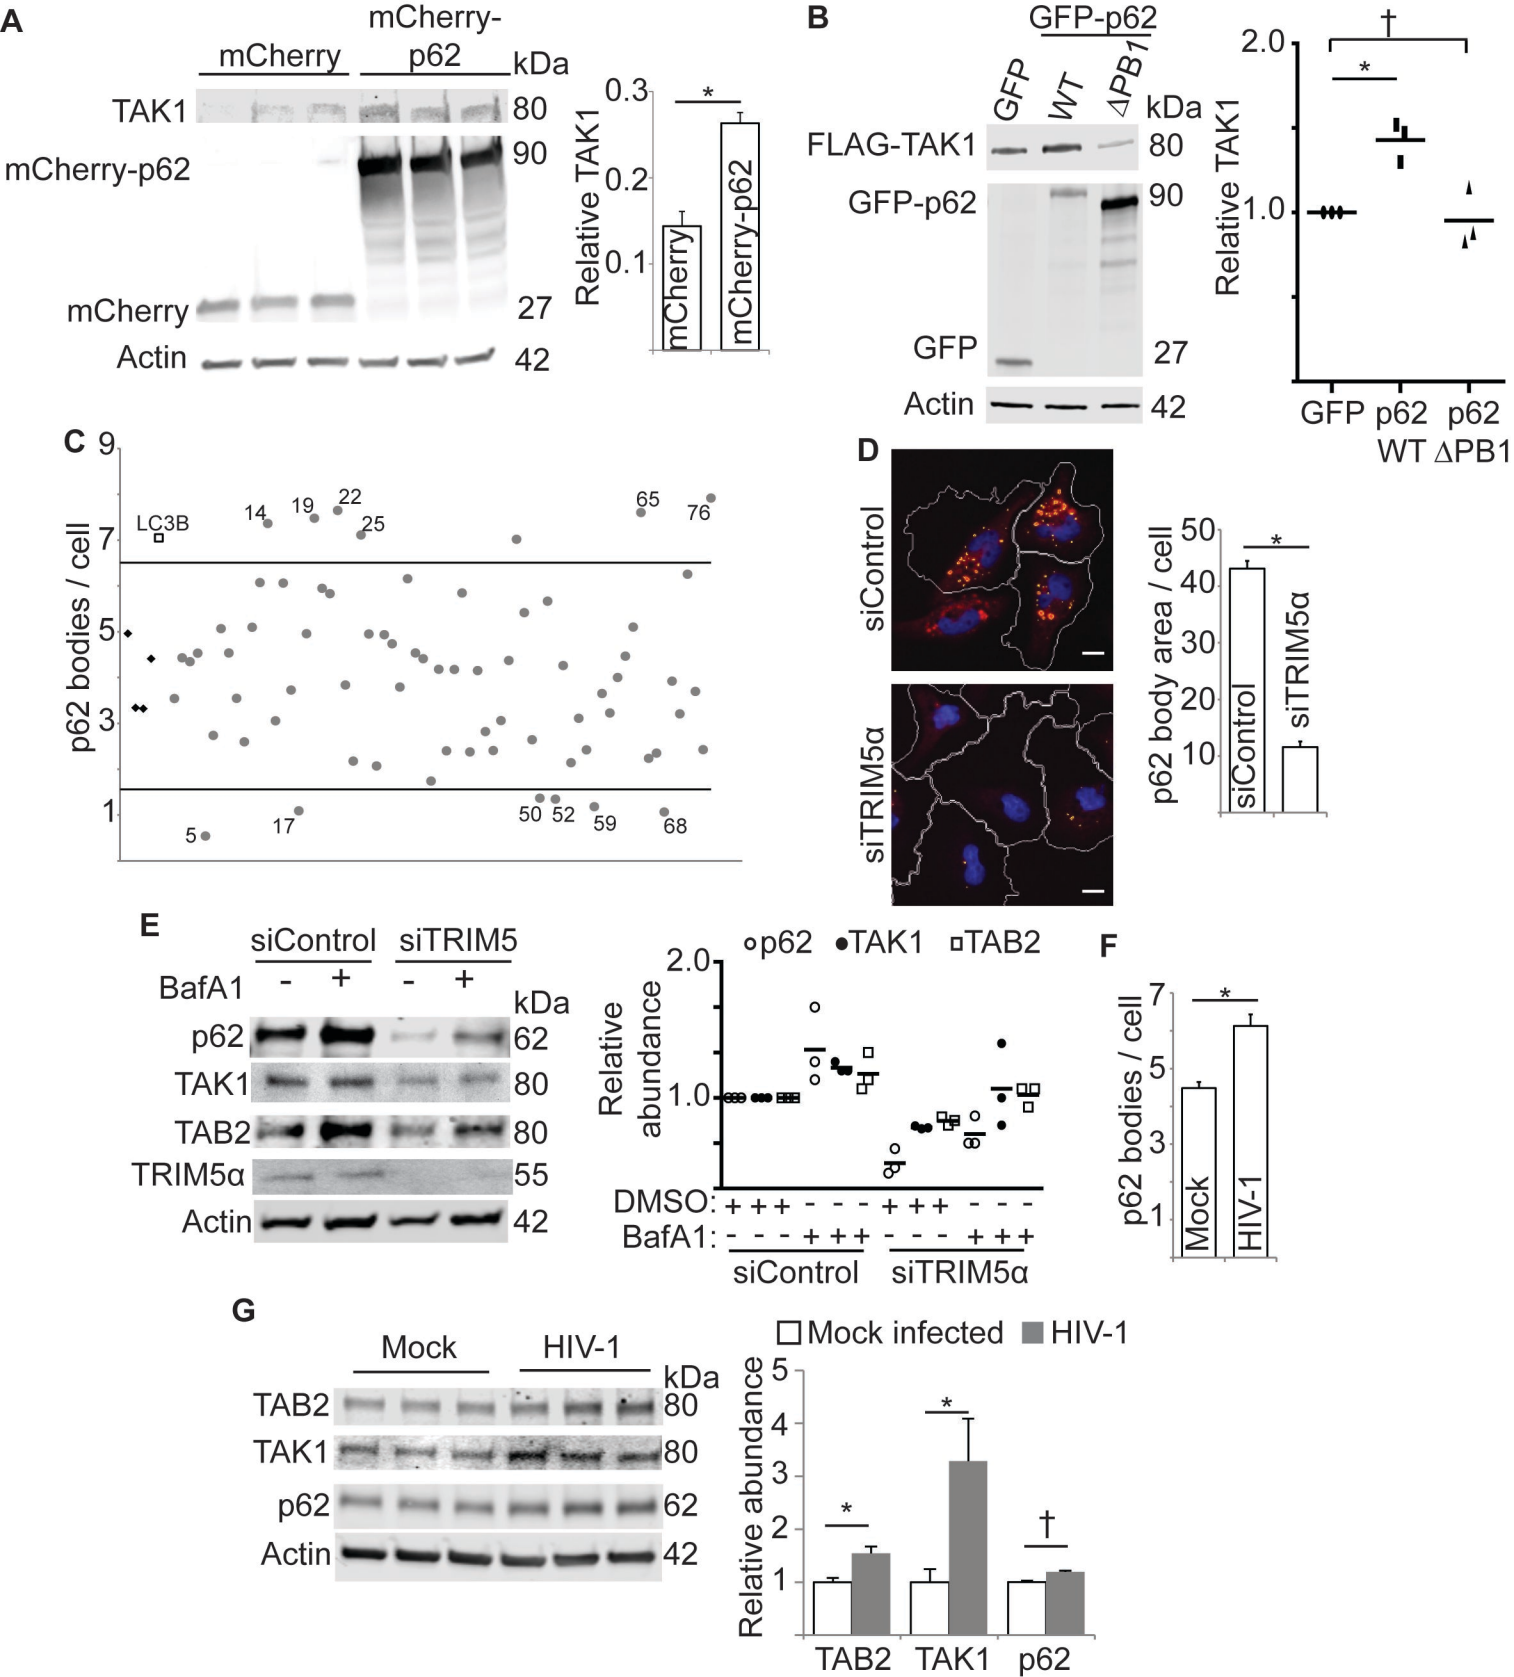 A
mCherry
mCherry-
p62
kDa
TAK1
80
mCherry-p62
90
mCherry
27
Actin
42
Relative TAK1
0.3
0.2
0.1
*
mCherry
mCherry-p62
B
GFP-p62
GFP
WT
ΔPB1
kDa
FLAG-TAK1
80
GFP-p62
90
GFP
27
Actin
42
Relative TAK1
2.0
1.0
†
*
GFP
p62
WT
p62
ΔPB1
C
p62 bodies / cell
9
7
5
3
1
LC3B
14
19
22
25
65
76
5
17
50
52
59
68
D
siControl
siTRIM5α
p62 body area / cell
50
40
30
20
10
*
siControl
siTRIM5α
E
siControl
siTRIM5
BafA1
- + - +
kDa
p62
62
TAK1
80
TAB2
80
TRIM5α
55
Actin
42
p62
TAK1
TAB2
Relative
abundance
2.0
1.0
DMSO: + + + - - - + + + - - -
BafA1: - - - + + + - - - + + +
siControl
siTRIM5α
F
p62 bodies / cell
7
5
3
1
*
Mock
HIV-1
G
Mock
HIV-1
kDa
TAB2
80
TAK1
80
p62
62
Actin
42
Mock infected
HIV-1
Relative abundance
5
4
3
2
1
*
*
†
TAB2
TAK1
p62